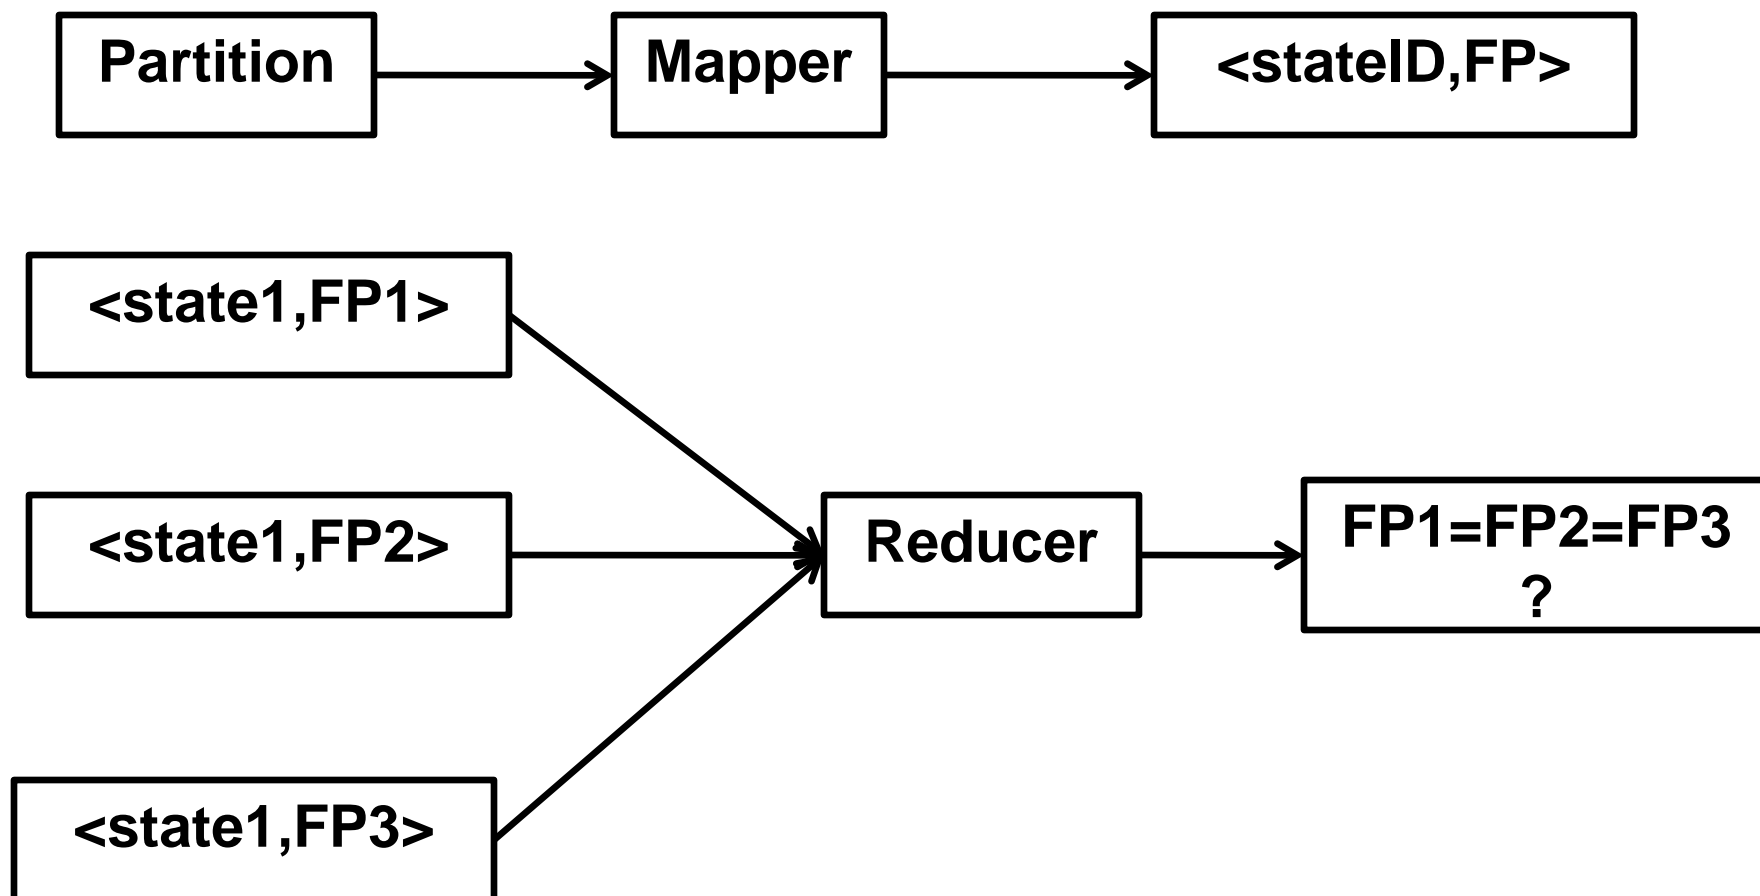 Partition
Mapper
<stateID,FP>
<state1,FP1>
<state1,FP2>
Reducer
FP1=FP2=FP3
?
<state1,FP3>